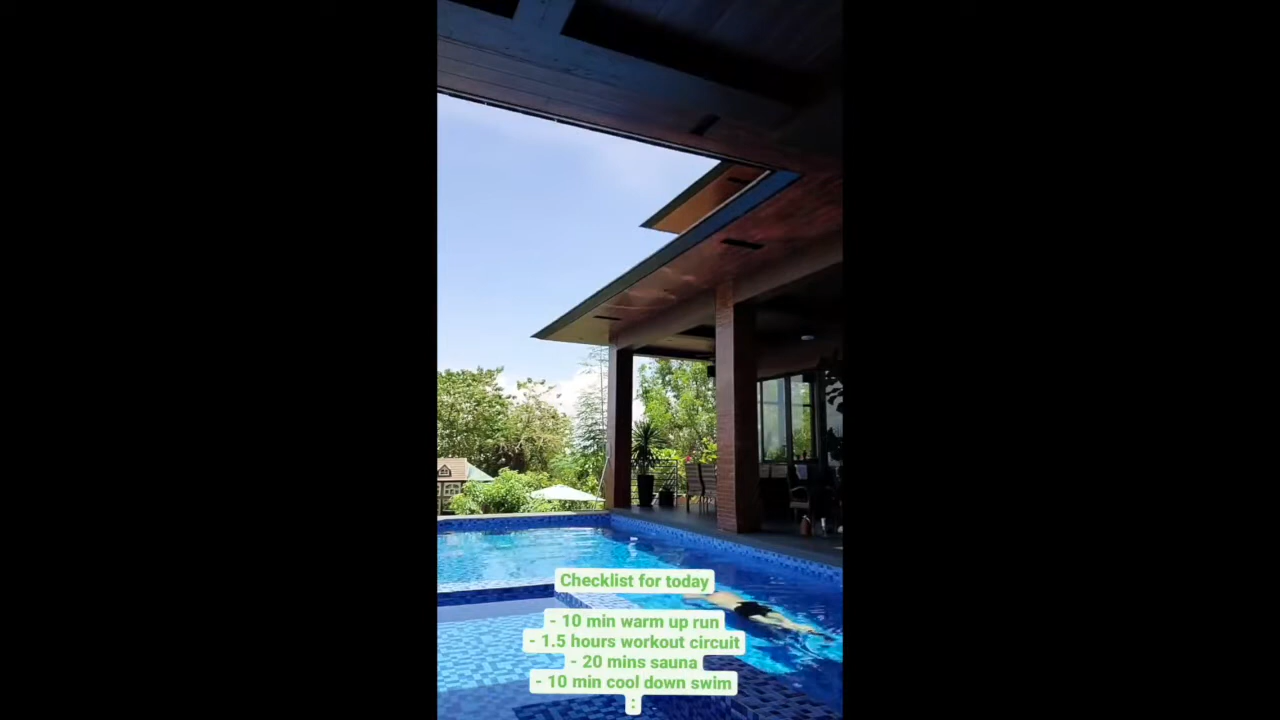 Checklist for today
- 10 min warm up run
- 1.5 hours workout circuit
- 20 mins sauna
- 10 min cool down swim
: